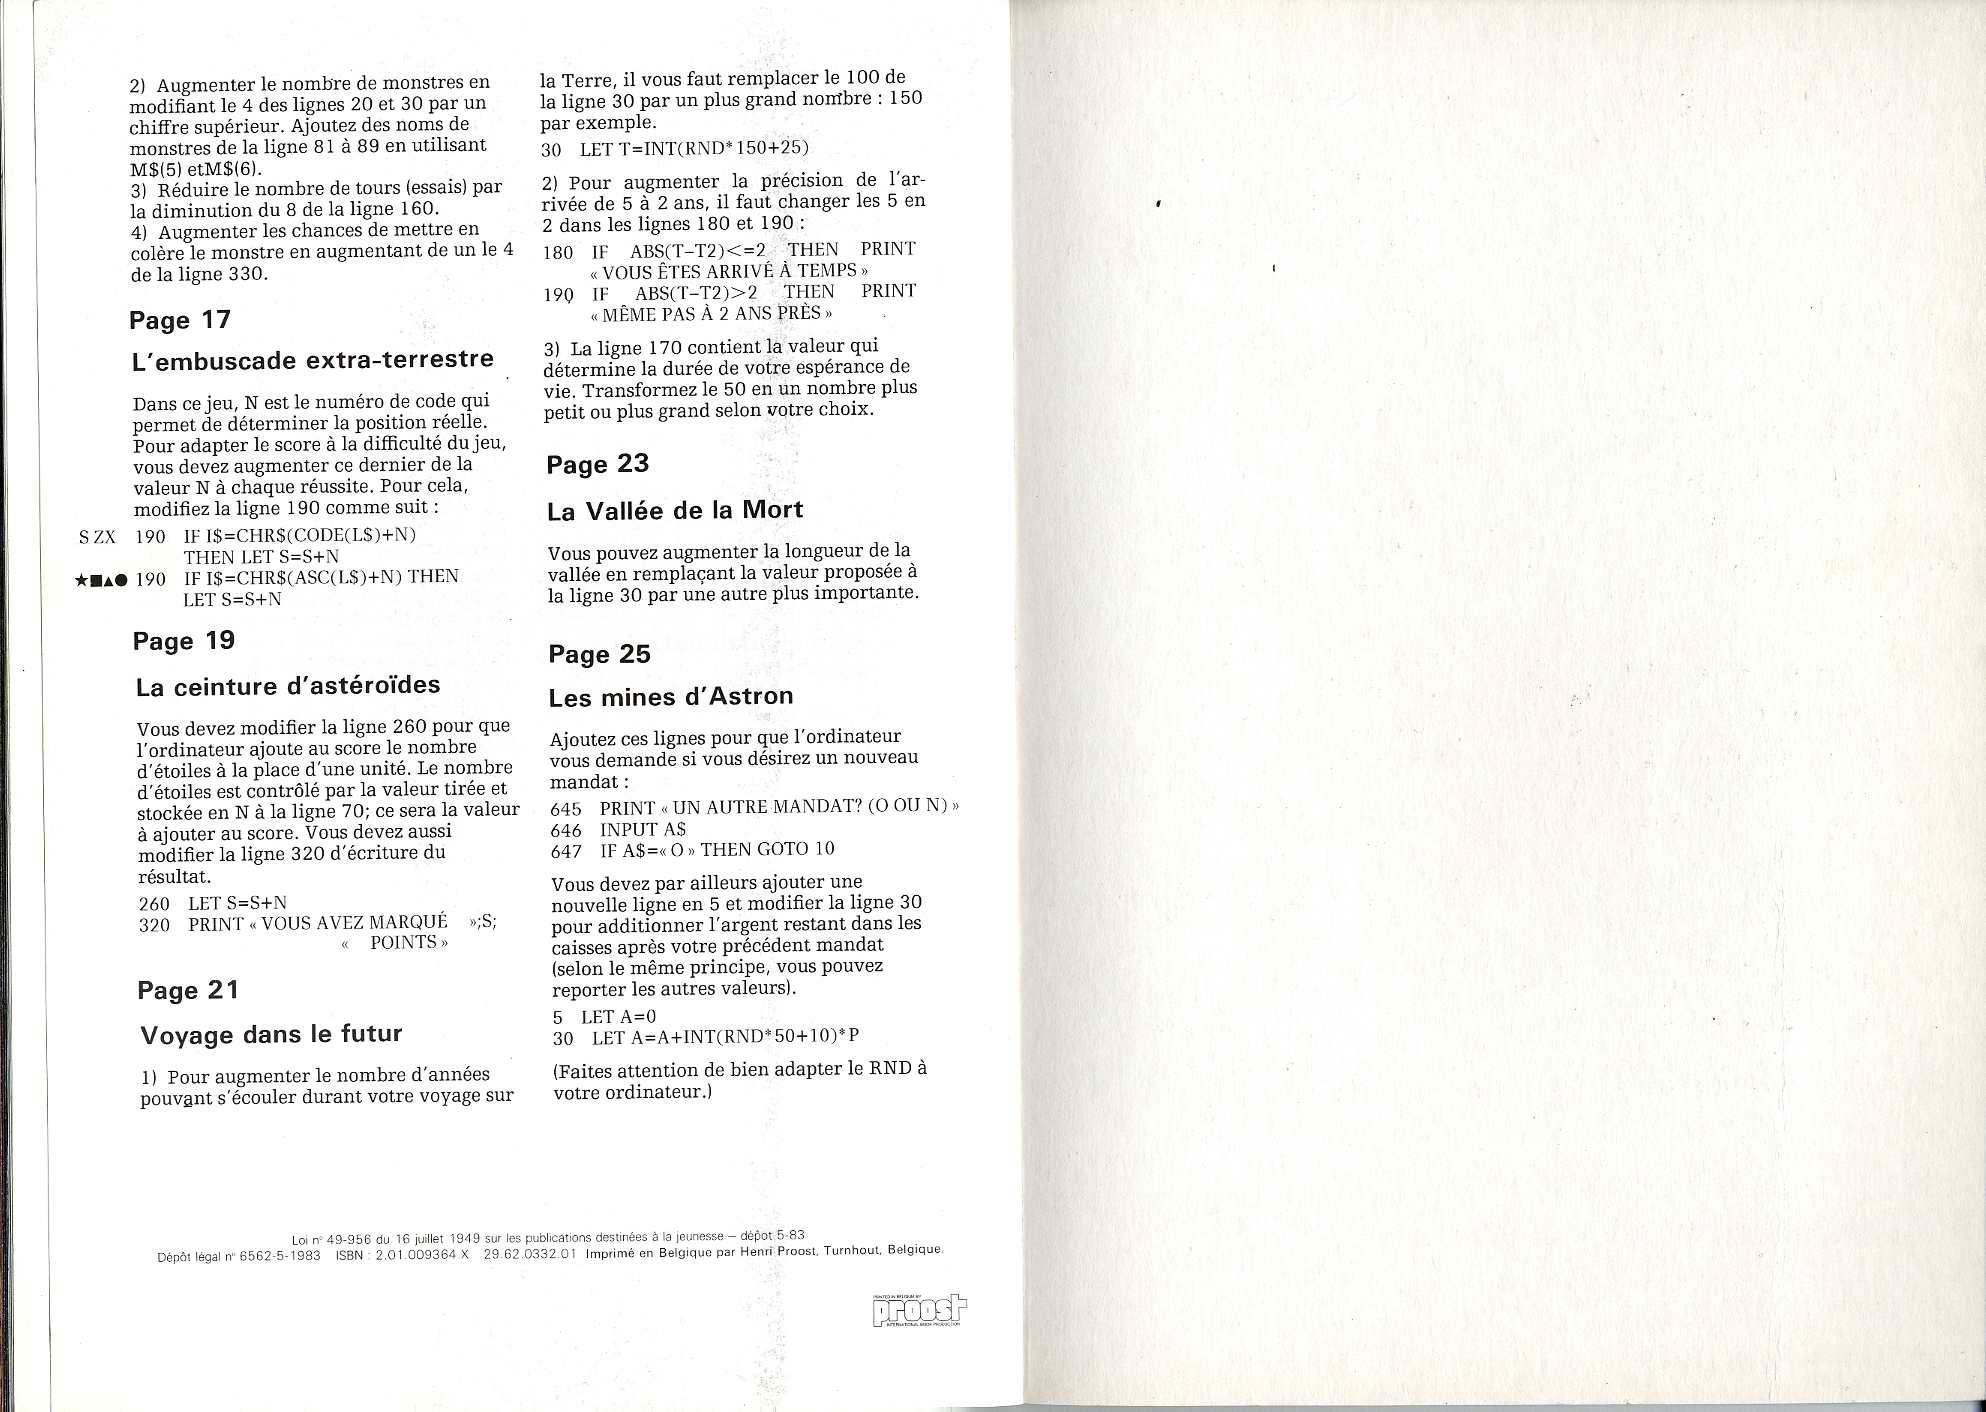 2) Augmenter le nombre de monstres en
modifiant le 4 des lignes 20 et 30 par un
chiffre supérieur. Ajoutez des noms de
monstres de la ligne 81 à 89 en utilisant
M$(5) etM$(6).
3) Réduire le nombre de tours (essais) par
la diminution du 8 de la ligne 160.
4) Augmenter les chances de mettre en
colère le monstre en augmentant de un le 4
de la ligne 330.
Page 17
L'embuscade extra-terrestre
Dans ce jeu, N est le numéro de code qui
permet de déterminer la position réelle.
Pour adapter le score à la difficulté du jeu,
vous devez augmenter ce dernier de la
valeur N à chaque réussite. Pour cela,
modifiez la ligne 190 comme suit :
S ZX 190 IF I$=CHR$(CODE(L$)+N)
THEN LET S=S+N
★■▲● 190 IF I$=CHR$(ASC(L$)+N) THEN
LET S=S+N
Page 19
La ceinture d'astéroïdes
Vous devez modifier la ligne 260 pour que
l'ordinateur ajoute au score le nombre
d'étoiles à la place d'une unité. Le nombre
d'étoiles est contrôlé par la valeur tirée et
stockée en N à la ligne 70; ce sera la valeur
à ajouter au score. Vous devez aussi
modifier la ligne 320 d'écriture du
résultat.
260 LET S=S+N
320 PRINT « VOUS AVEZ MARQUÉ »;S;
« POINTS »
Page 21
Voyage dans le futur
1) Pour augmenter le nombre d'années
pouvant s'écouler durant votre voyage sur
la Terre, il vous faut remplacer le 100 de
la ligne 30 par un plus grand nombre : 150
par exemple.
30 LET T=INT(RND*150+25)
2) Pour augmenter la précision de l'ar-
rivée de 5 à 2 ans, il faut changer les 5 en
2 dans les lignes 180 et 190 :
180 IF ABS(T-T2)<=2 THEN PRINT
« VOUS ÊTES ARRIVÉ À TEMPS »
190 IF ABS(T-T2)>2 THEN PRINT
« MÊME PAS À 2 ANS PRÈS »
3) La ligne 170 contient la valeur qui
détermine la durée de votre espérance de
vie. Transformez le 50 en un nombre plus
petit ou plus grand selon votre choix.
Page 23
La Vallée de la Mort
Vous pouvez augmenter la longueur de la
vallée en remplaçant la valeur proposée à
la ligne 30 par une autre plus importante.
Page 25
Les mines d'Astron
Ajoutez ces lignes pour que l'ordinateur
vous demande si vous désirez un nouveau
mandat :
645 PRINT « UN AUTRE MANDAT? (O OU N) »
646 INPUT A$
647 IF A$=« O » THEN GOTO 10
Vous devez par ailleurs ajouter une
nouvelle ligne en 5 et modifier la ligne 30
pour additionner l'argent restant dans les
caisses après votre précédent mandat
(selon le même principe, vous pouvez
reporter les autres valeurs).
5 LET A=0
30 LET A=A+INT(RND*50+10)*P
(Faites attention de bien adapter le RND à
votre ordinateur.)
Loi n° 49-956 du 16 juillet 1949 sur les publications destinées à la jeunesse — dépôt 5-83
Dépôt légal n° 6562-5-1983 ISBN : 2.01.009364.X 29.62.0332.01 Imprimé en Belgique par Henri Proost, Turnhout, Belgique.
PRINTED IN BELGIUM BY
proost
INTERNATIONAL BOOK PRODUCTION